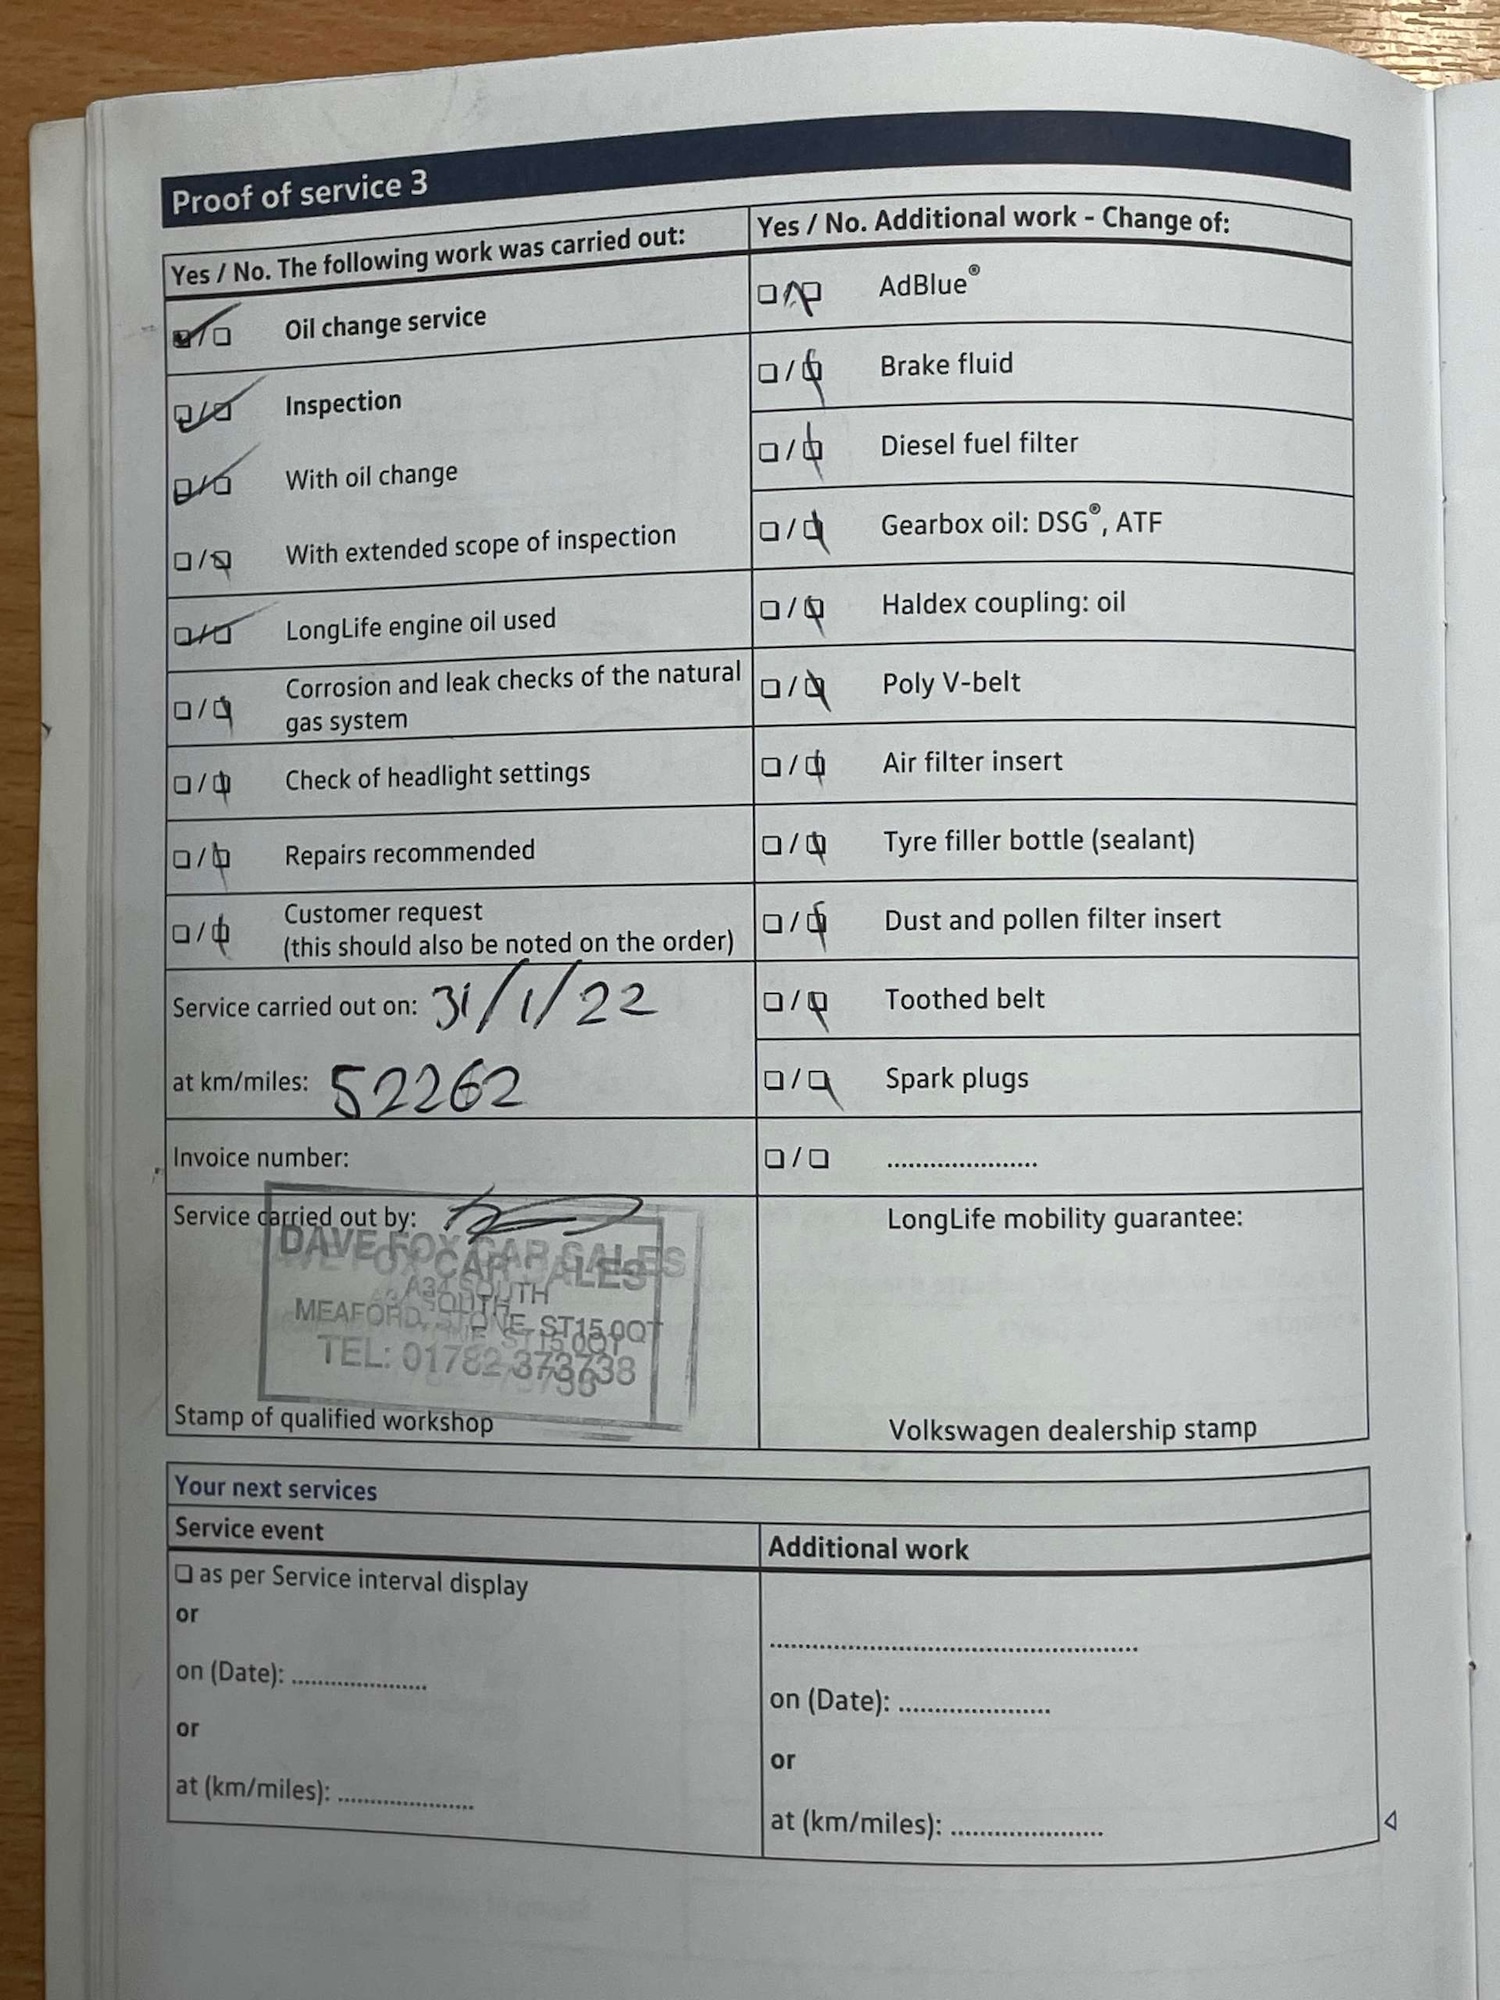 Proof of service 3
Yes / No. The following work was carried out:
Oil change service
Inspection
With oil change
With extended scope of inspection
LongLife engine oil used
Corrosion and leak checks of the natural
gas system
Check of headlight settings
Repairs recommended
Customer request
(this should also be noted on the order)
Service carried out on: 31/1/22
at km/miles: 52262
Invoice number:
Service carried out by:
DAVE FOX CAR SALES
A34 SOUTH
MEAFORD, STONE ST15 0QT
TEL: 01782 373738
Stamp of qualified workshop
Yes / No. Additional work - Change of:
AdBlue®
Brake fluid
Diesel fuel filter
Gearbox oil: DSG®, ATF
Haldex coupling: oil
Poly V-belt
Air filter insert
Tyre filler bottle (sealant)
Dust and pollen filter insert
Toothed belt
Spark plugs
......................
LongLife mobility guarantee:
Volkswagen dealership stamp
Your next services
Service event
as per Service interval display
or
on (Date): ....................
or
at (km/miles): ....................
Additional work
......................................................
on (Date): ......................
or
at (km/miles): ......................